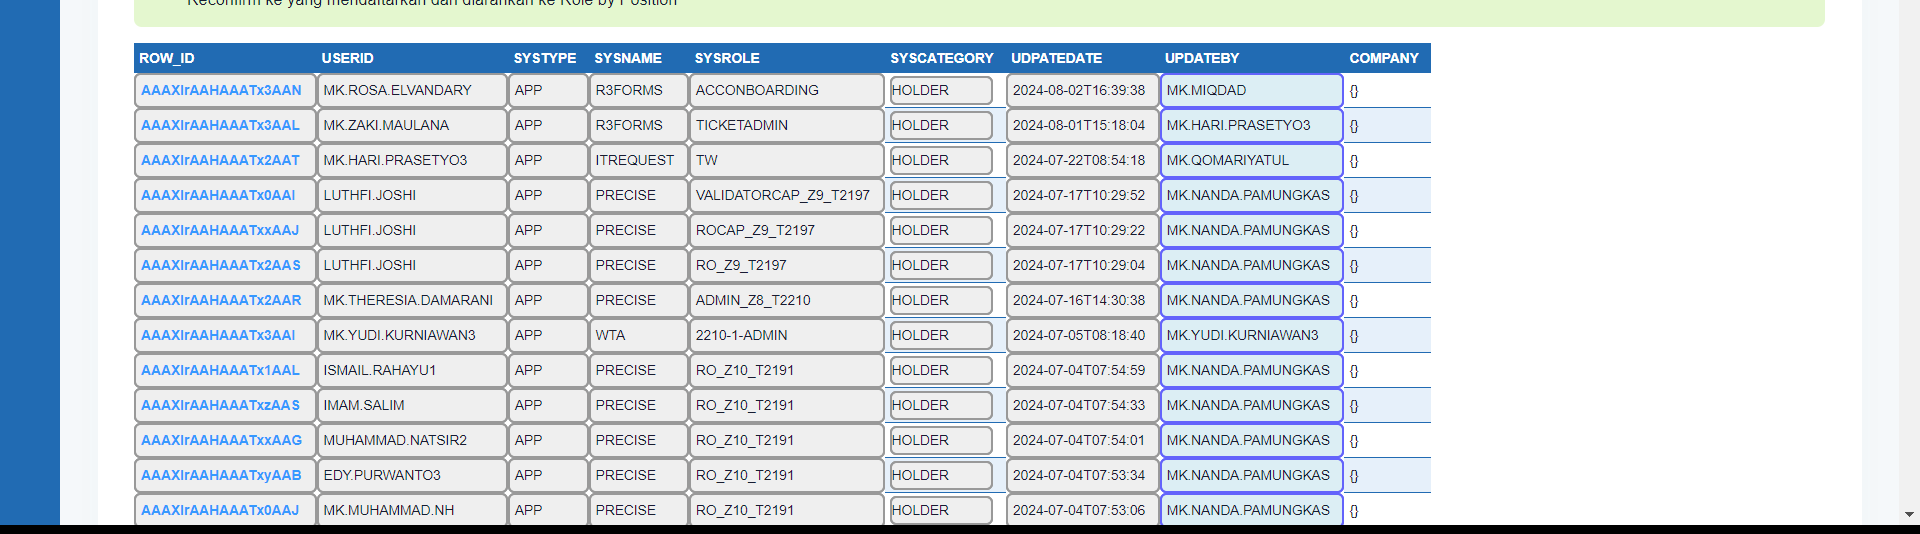 Reconfirm ke yang mendaftarkan dan diarahkan ke Role by Position
ROW_ID USERID SYSTYPE SYSNAME SYSROLE SYSCATEGORY UDPATEDATE UPDATEBY COMPANY
AAAXIrAAHAAATx3AAN MK.ROSA.ELVANDARY APP R3FORMS ACCONBOARDING HOLDER 2024-08-02T16:39:38 MK.MIQDAD {}
AAAXIrAAHAAATx3AAL MK.ZAKI.MAULANA APP R3FORMS TICKETADMIN HOLDER 2024-08-01T15:18:04 MK.HARI.PRASETYO3 {}
AAAXIrAAHAAATx2AAT MK.HARI.PRASETYO3 APP ITREQUEST TW HOLDER 2024-07-22T08:54:18 MK.QOMARIYATUL {}
AAAXIrAAHAAATx0AAI LUTHFI.JOSHI APP PRECISE VALIDATORCAP_Z9_T2197 HOLDER 2024-07-17T10:29:52 MK.NANDA.PAMUNGKAS {}
AAAXIrAAHAAATxxAAJ LUTHFI.JOSHI APP PRECISE ROCAP_Z9_T2197 HOLDER 2024-07-17T10:29:22 MK.NANDA.PAMUNGKAS {}
AAAXIrAAHAAATx2AAS LUTHFI.JOSHI APP PRECISE RO_Z9_T2197 HOLDER 2024-07-17T10:29:04 MK.NANDA.PAMUNGKAS {}
AAAXIrAAHAAATx2AAR MK.THERESIA.DAMARANI APP PRECISE ADMIN_Z8_T2210 HOLDER 2024-07-16T14:30:38 MK.NANDA.PAMUNGKAS {}
AAAXIrAAHAAATx3AAI MK.YUDI.KURNIAWAN3 APP WTA 2210-1-ADMIN HOLDER 2024-07-05T08:18:40 MK.YUDI.KURNIAWAN3 {}
AAAXIrAAHAAATx1AAL ISMAIL.RAHAYU1 APP PRECISE RO_Z10_T2191 HOLDER 2024-07-04T07:54:59 MK.NANDA.PAMUNGKAS {}
AAAXIrAAHAAATxzAAS IMAM.SALIM APP PRECISE RO_Z10_T2191 HOLDER 2024-07-04T07:54:33 MK.NANDA.PAMUNGKAS {}
AAAXIrAAHAAATxxAAG MUHAMMAD.NATSIR2 APP PRECISE RO_Z10_T2191 HOLDER 2024-07-04T07:54:01 MK.NANDA.PAMUNGKAS {}
AAAXIrAAHAAATxyAAB EDY.PURWANTO3 APP PRECISE RO_Z10_T2191 HOLDER 2024-07-04T07:53:34 MK.NANDA.PAMUNGKAS {}
AAAXIrAAHAAATx0AAJ MK.MUHAMMAD.NH APP PRECISE RO_Z10_T2191 HOLDER 2024-07-04T07:53:06 MK.NANDA.PAMUNGKAS {}